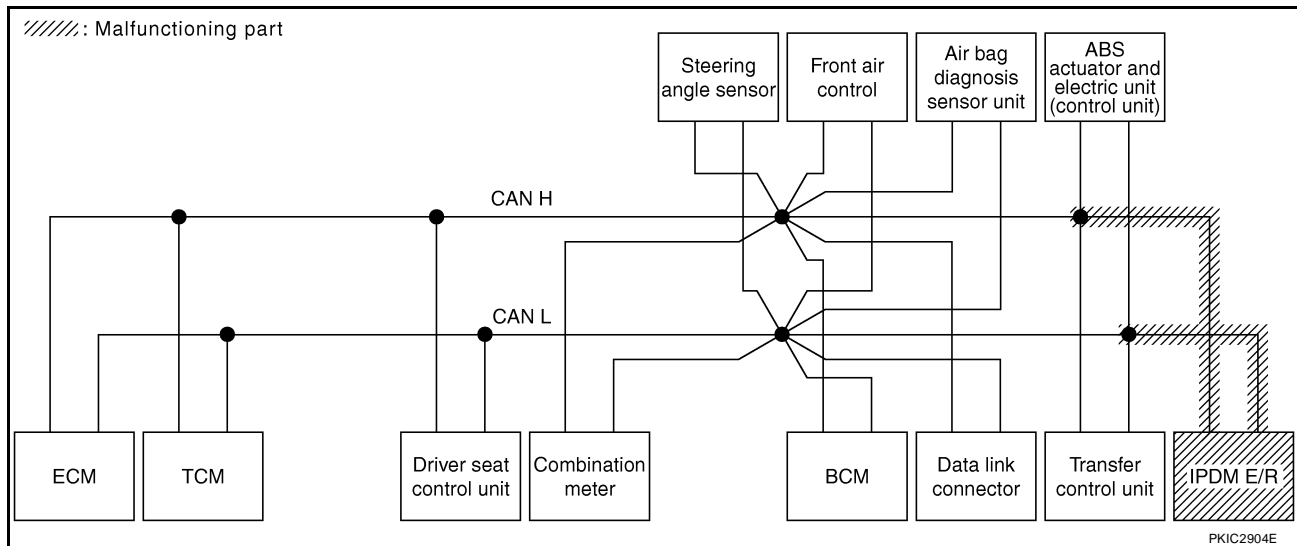 : Malfunctioning part
Steering
angle sensor
Front air
control
Air bag
diagnosis
sensor unit
ABS
actuator and
electric unit
(control unit)
CAN H
CAN L
ECM
TCM
Driver seat
control unit
Combination
meter
BCM
Data link
connector
Transfer
control unit
IPDM E/R
PKIC2904E